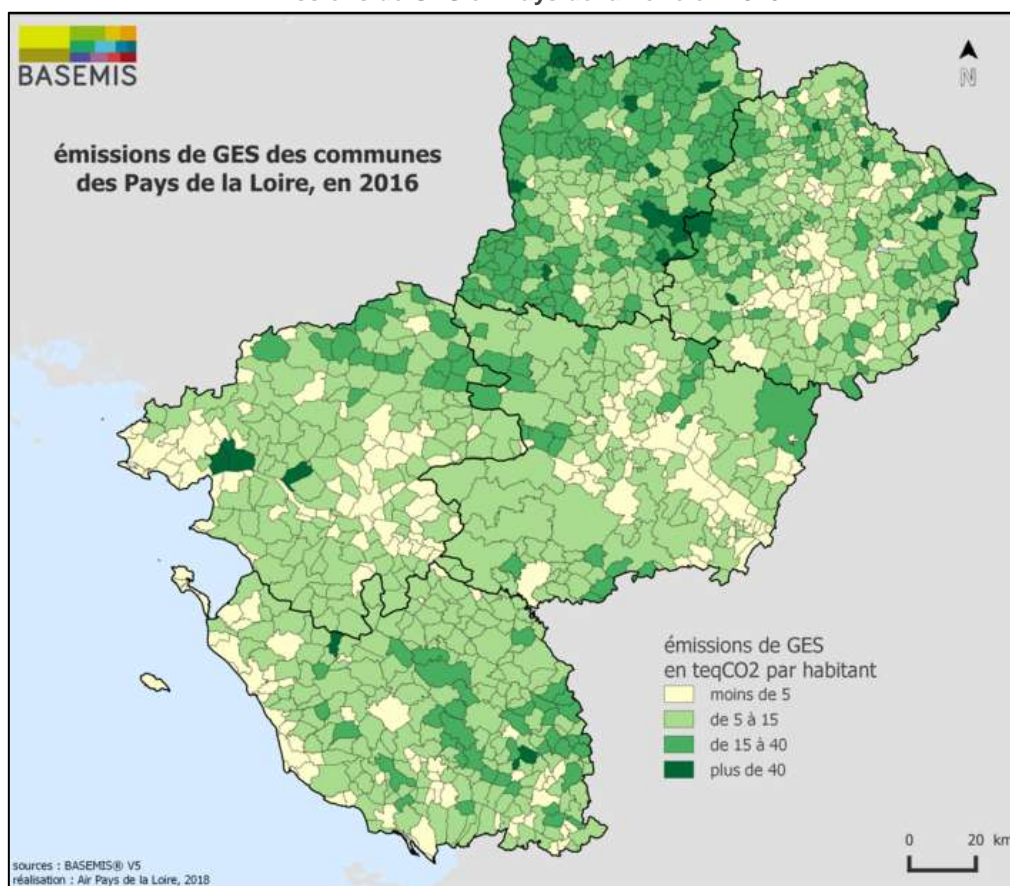 BASEMIS
N
émissions de GES des communes
des Pays de la Loire, en 2016
émissions de GES
en teqCO2 par habitant
moins de 5
de 5 à 15
de 15 à 40
plus de 40
0 20 km
sources : BASEMIS® V5
réalisation : Air Pays de la Loire, 2018